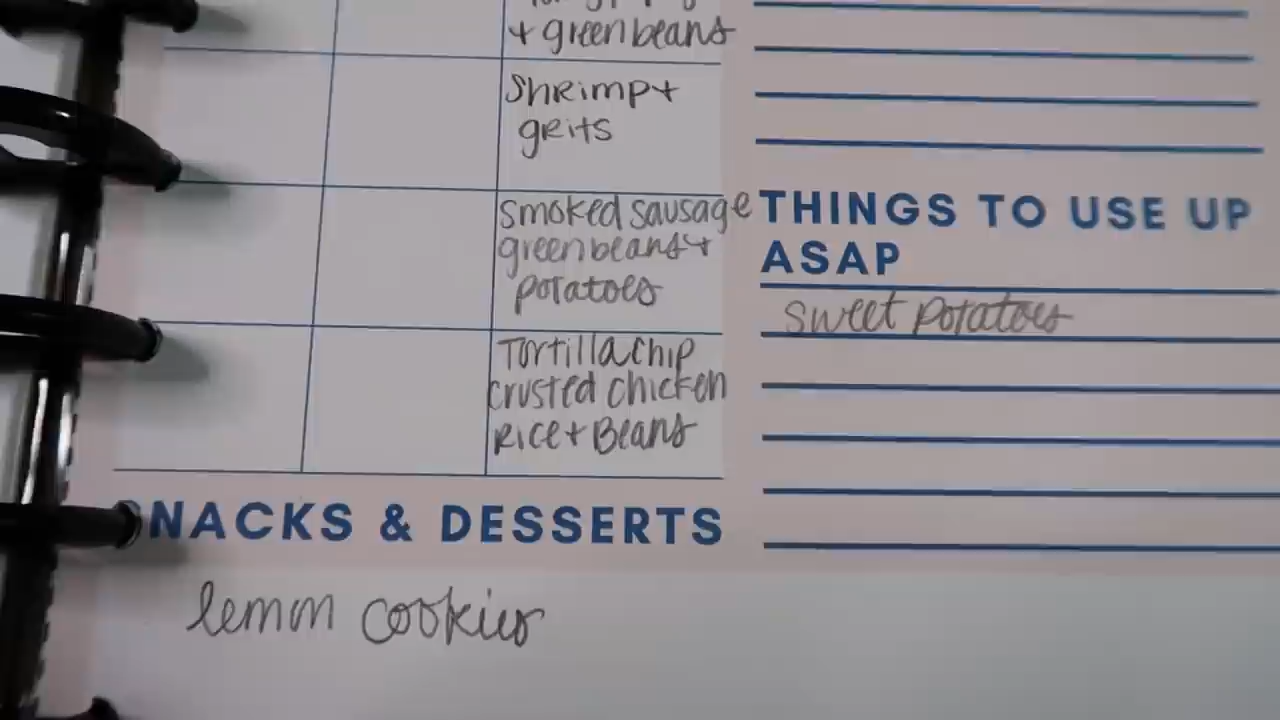 + green beans
Shrimp +
grits
Smoked sausage
green beans +
potatoes
Tortilla chip
crusted chicken
Rice + Beans
THINGS TO USE UP
ASAP
sweet potatoes
SNACKS & DESSERTS
lemon cookies